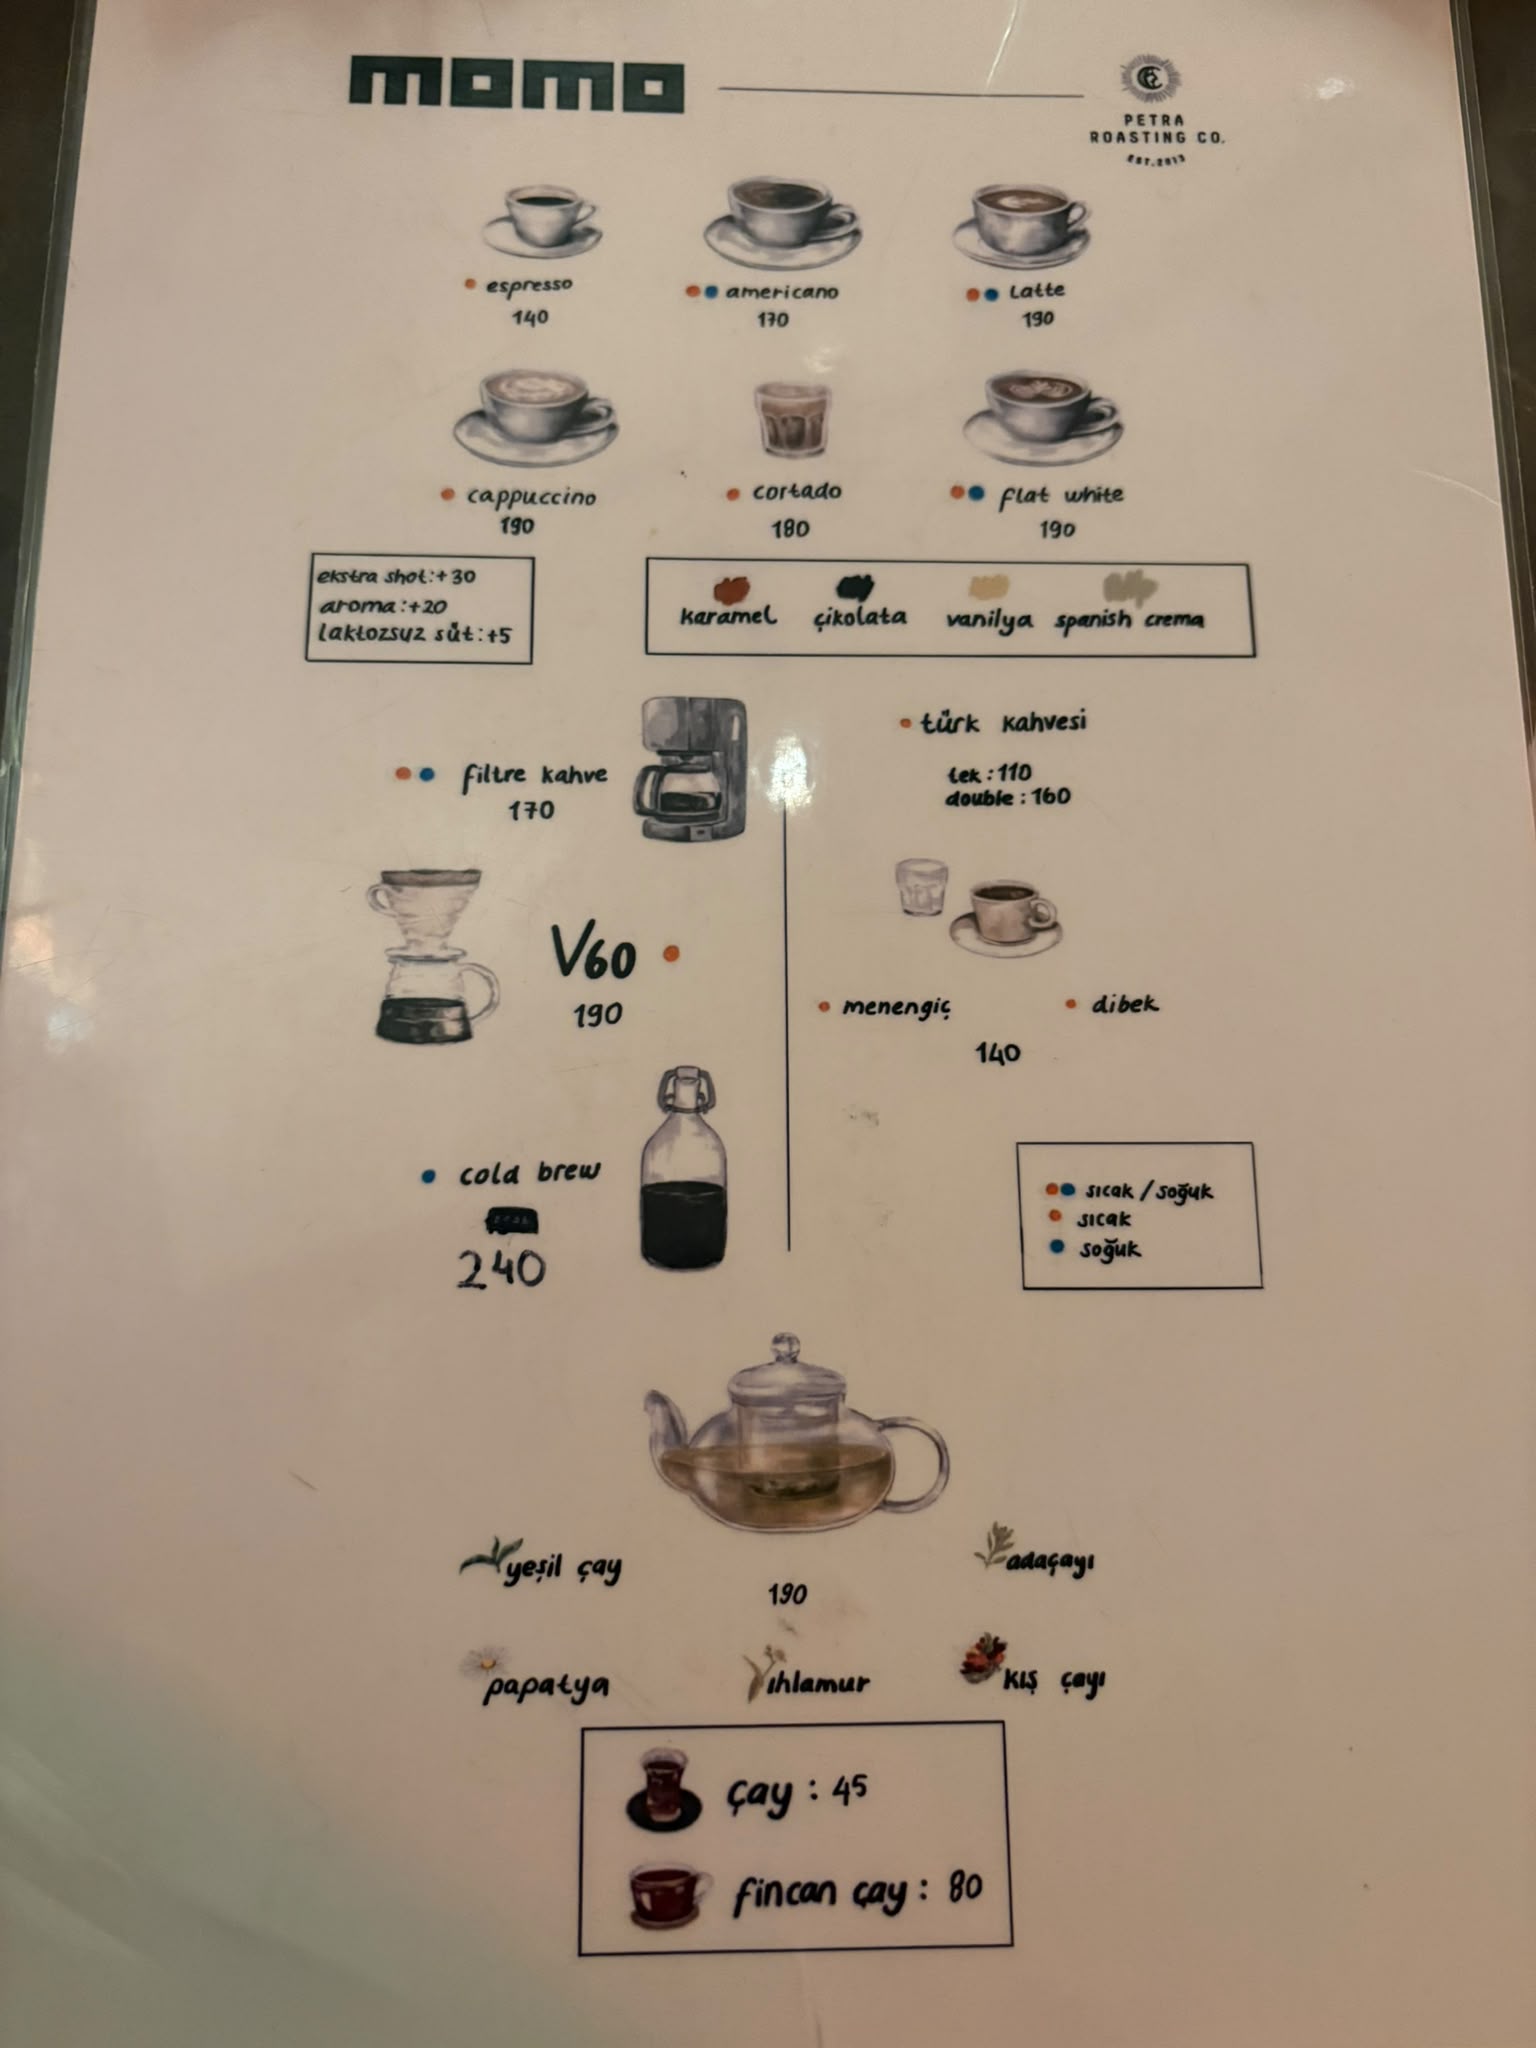 momo
PETRA
ROASTING CO.
EST. 2013
espresso
140
americano
170
Latte
190
cappuccino
190
cortado
180
flat white
190
ekstra shot:+30
aroma:+20
laktozsuz süt:+5
karamel
çikolata
vanilya
spanish crema
filtre kahve
170
V60
190
cold brew
240
türk kahvesi
tek:110
double:160
menengiç
dibek
140
sıcak/soğuk
sıcak
soğuk
yeşil çay
adaçayı
190
papatya
ıhlamur
kış çayı
çay: 45
fincan çay: 80